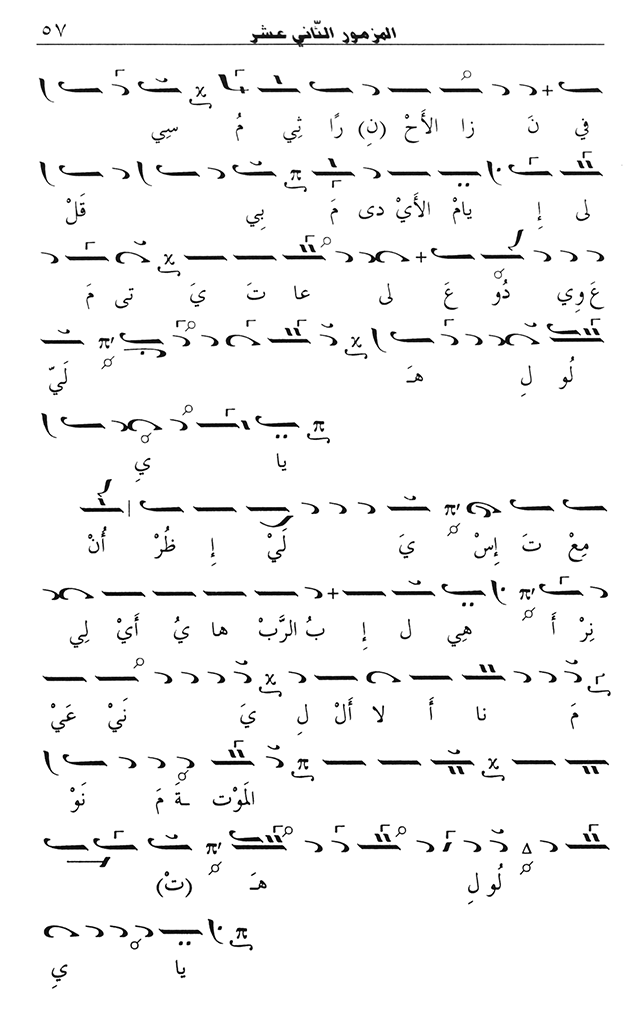 المزمور الثّاني عشر ٥٧
في نَ زا الأَحْ (نِ) رًا ثِي مُ سِي
لى إِ يامْ الأَيْ دى مَ بِي قَلْ
غَ وِي دُوْ عَ لى عا تَ يَ تى مَ
لُو لِ هَـ لَيّ
يا يِ
مِعْ تَ إِسْ يَ لَيْ إِ ظُرْ أُنْ
نِرْ أَ هِي ل إِ بُ الرَّبْ ها يُ أَيْ لِي
مَ نا أَ لا أَلْ لِ يَ نَيْ عَيْ
المَوْتِ ـةَ مَ نَوْ
لُو لِ هَـ (تْ)
يا يِ